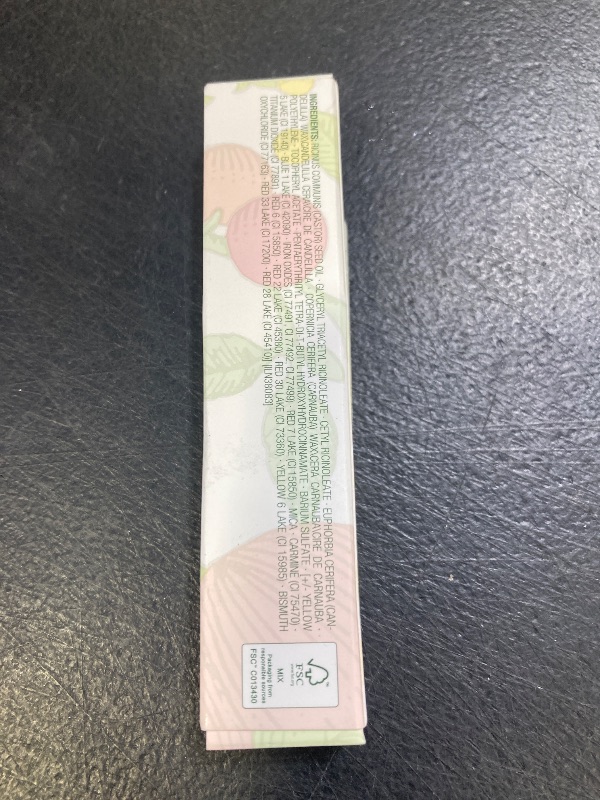 INGREDIENTS: RICINUS COMMUNIS (CASTOR) SEED OIL · GLYCERYL TRIACETYL RICINOLEATE · CETYL RICINOLEATE · EUPHORBIA CERIFERA (CAN-
DELILLA) WAX/CANDELILLA CERA/CIRE DE CANDELILLA · COPERNICIA CERIFERA (CARNAUBA) WAX/CERA CARNAUBA/CIRE DE CARNAUBA ·
POLYETHYLENE · TOCOPHERYL ACETATE · PENTAERYTHRITYL TETRA-DI-T-BUTYL HYDROXYHYDROCINNAMATE · BARIUM SULFATE · [+/- YELLOW
5 LAKE (CI 19140) · BLUE 1 LAKE (CI 42090) · IRON OXIDES (CI 77491, CI 77492, CI 77499) · RED 7 LAKE (CI 15850) · MICA · CARMINE (CI 75470) ·
TITANIUM DIOXIDE (CI 77891) · RED 6 (CI 15850) · RED 22 LAKE (CI 45380) · RED 30 LAKE (CI 73360) · YELLOW 6 LAKE (CI 15985) · BISMUTH
OXYCHLORIDE (CI 77163) · RED 33 LAKE (CI 17200) · RED 28 LAKE (CI 45410)] [ILN38083]
FSC
MIX
Packaging from
responsible sources
FSC™ C013430